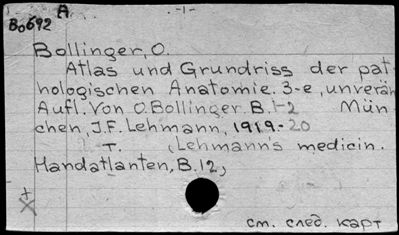 A -1-
Bo692
Bollinger, O.
Atlas und Grundriss der pat-
hologischen Anatomie. 3-e, unverän
Aufl. Von O. Bollinger. B. 1-2 Mün-
chen, J.F. Lehmann, 1919-20
T. (Lehmann's medicin.
Handatlanten, B. 12,
+
X
см. след. карт